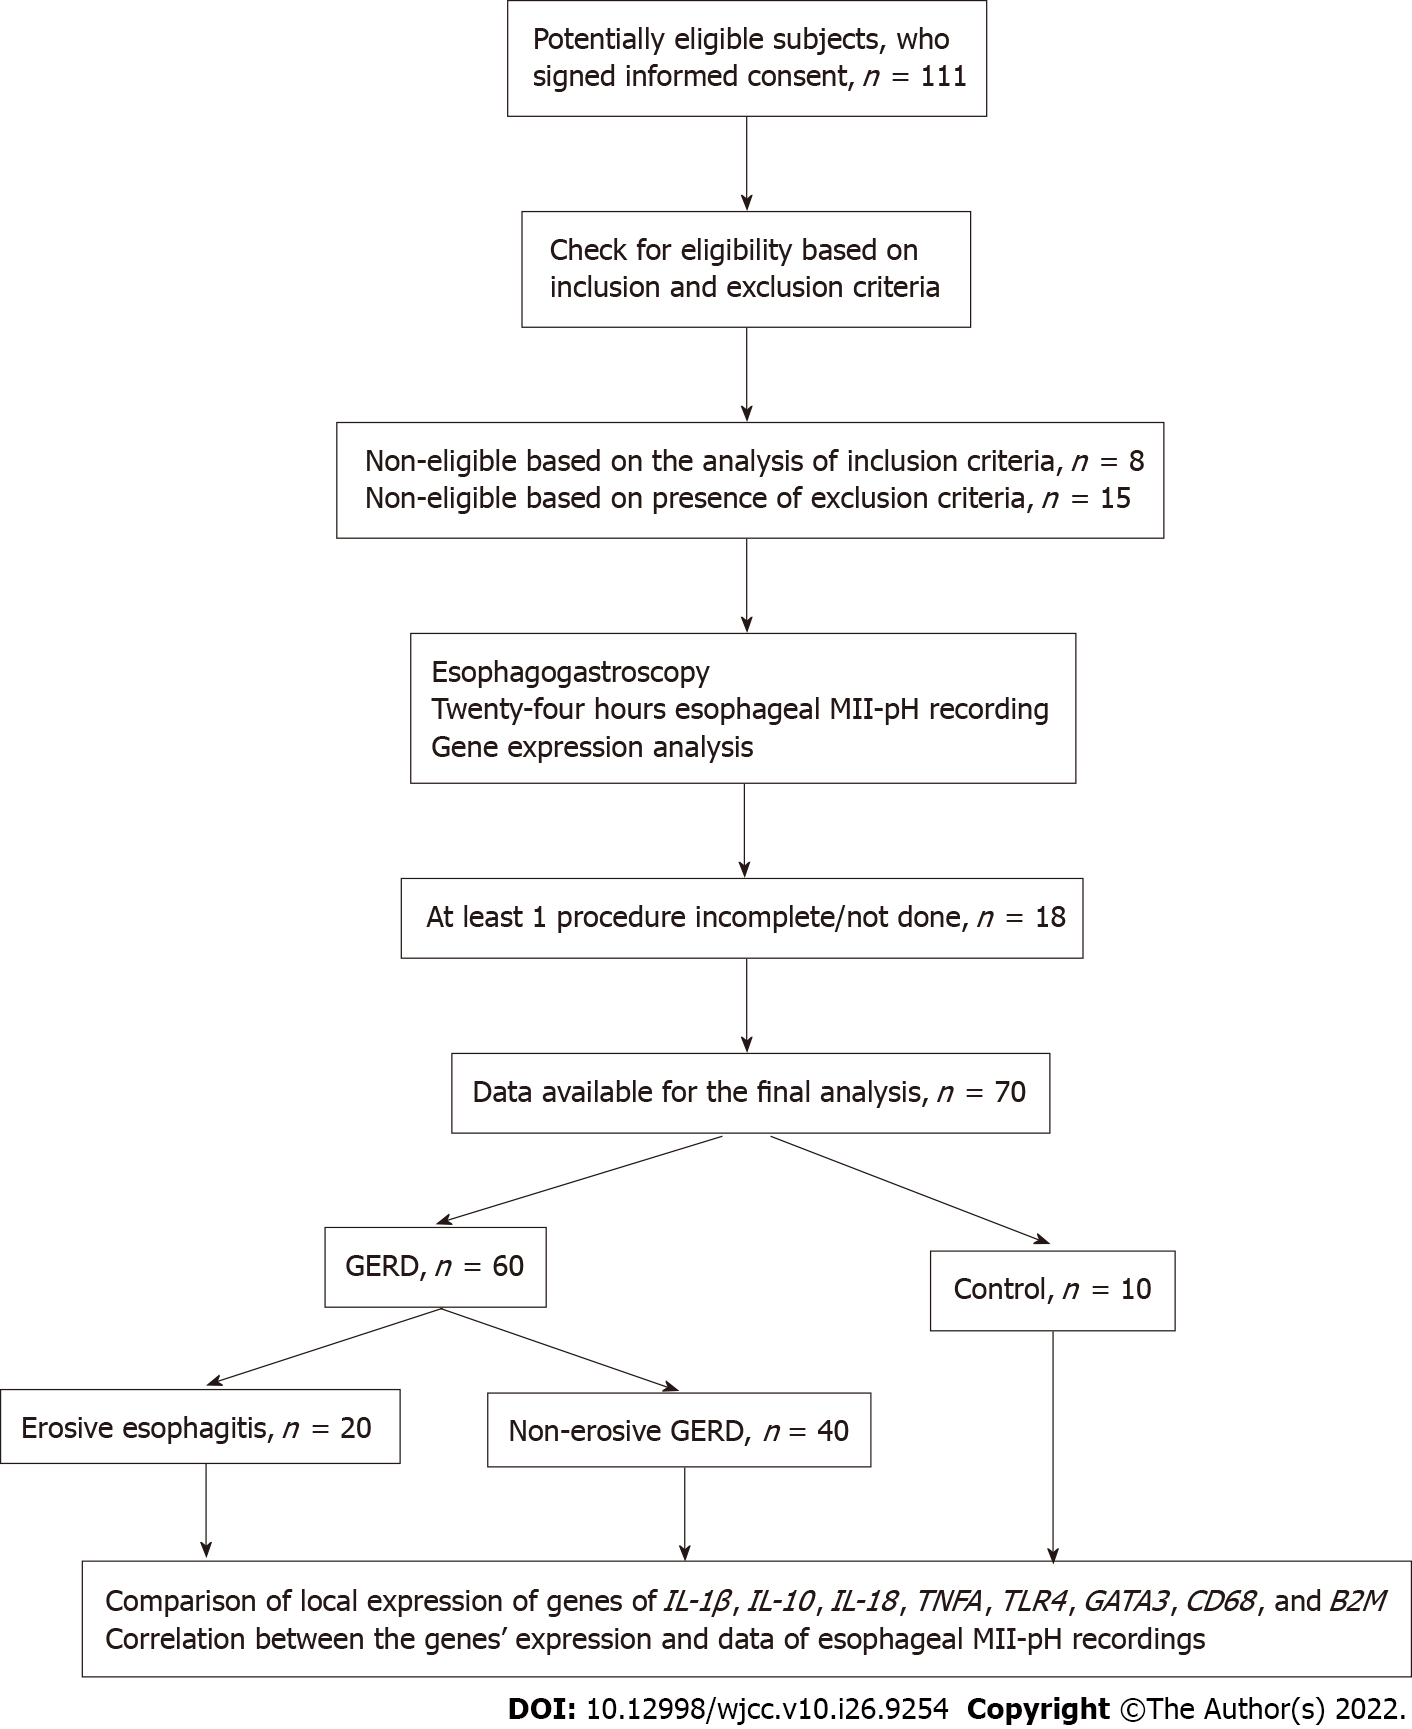 Potentially eligible subjects, who
signed informed consent, n = 111
Check for eligibility based on
inclusion and exclusion criteria
Non-eligible based on the analysis of inclusion criteria, n = 8
Non-eligible based on presence of exclusion criteria, n = 15
Esophagogastroscopy
Twenty-four hours esophageal MII-pH recording
Gene expression analysis
At least 1 procedure incomplete/not done, n = 18
Data available for the final analysis, n = 70
GERD, n = 60
Control, n = 10
Erosive esophagitis, n = 20
Non-erosive GERD, n = 40
Comparison of local expression of genes of IL-1β, IL-10, IL-18, TNFA, TLR4, GATA3, CD68, and B2M
Correlation between the genes’ expression and data of esophageal MII-pH recordings
DOI: 10.12998/wjcc.v10.i26.9254 Copyright ©The Author(s) 2022.